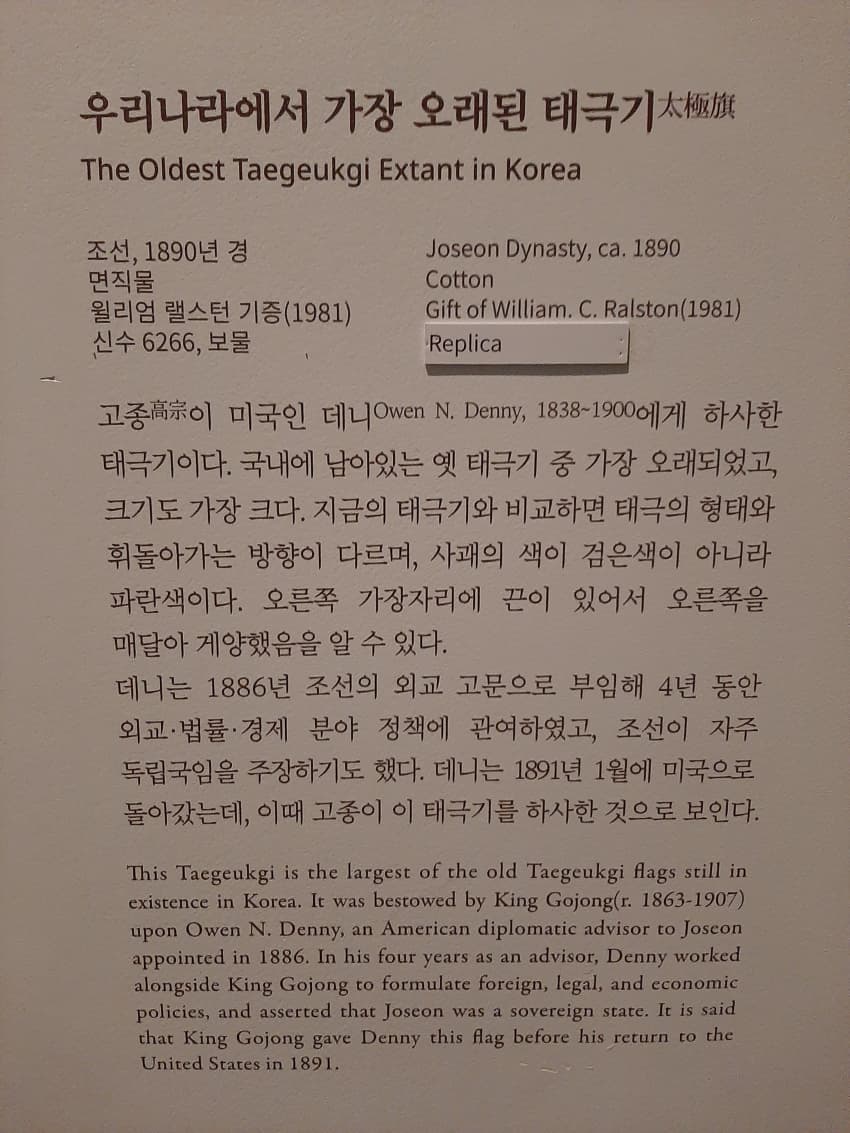 우리나라에서 가장 오래된 태극기太極旗
The Oldest Taegeukgi Extant in Korea
조선, 1890년 경
면직물
윌리엄 랠스턴 기증(1981)
신수 6266, 보물
Joseon Dynasty, ca. 1890
Cotton
Gift of William. C. Ralston(1981)
Replica
고종高宗이 미국인 데니Owen N. Denny, 1838~1900에게 하사한
태극기이다. 국내에 남아있는 옛 태극기 중 가장 오래되었고,
크기도 가장 크다. 지금의 태극기와 비교하면 태극의 형태와
휘돌아가는 방향이 다르며, 사괘의 색이 검은색이 아니라
파란색이다. 오른쪽 가장자리에 끈이 있어서 오른쪽을
매달아 게양했음을 알 수 있다.
데니는 1886년 조선의 외교 고문으로 부임해 4년 동안
외교·법률·경제 분야 정책에 관여하였고, 조선이 자주
독립국임을 주장하기도 했다. 데니는 1891년 1월에 미국으로
돌아갔는데, 이때 고종이 이 태극기를 하사한 것으로 보인다.
This Taegeukgi is the largest of the old Taegeukgi flags still in
existence in Korea. It was bestowed by King Gojong(r. 1863-1907)
upon Owen N. Denny, an American diplomatic advisor to Joseon
appointed in 1886. In his four years as an advisor, Denny worked
alongside King Gojong to formulate foreign, legal, and economic
policies, and asserted that Joseon was a sovereign state. It is said
that King Gojong gave Denny this flag before his return to the
United States in 1891.